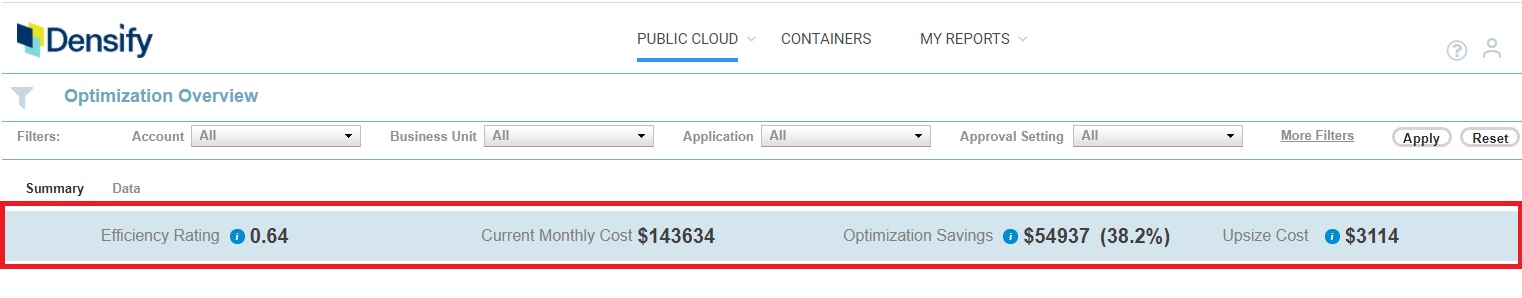 Densify
PUBLIC CLOUD CONTAINERS MY REPORTS
?
Optimization Overview
Filters: Account All Business Unit All Application All Approval Setting All More Filters Apply Reset
Summary Data
Efficiency Rating i 0.64 Current Monthly Cost $143634 Optimization Savings i $54937 (38.2%) Upsize Cost i $3114